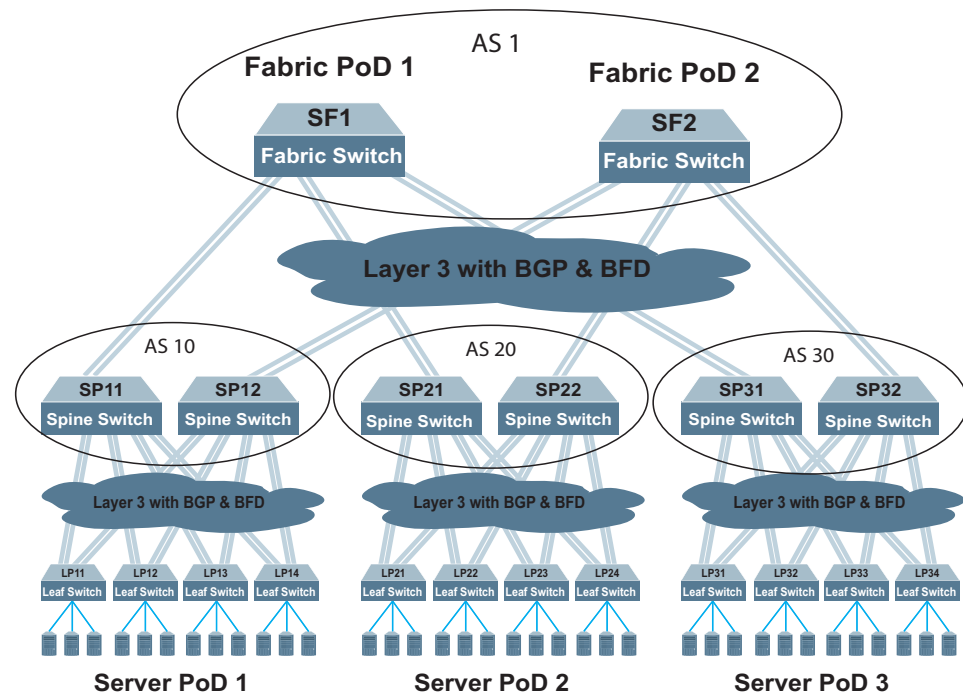 AS 1
Fabric PoD 1
Fabric PoD 2
SF1
Fabric Switch
SF2
Fabric Switch
Layer 3 with BGP & BFD
AS 10
AS 20
AS 30
SP11
Spine Switch
SP12
Spine Switch
SP21
Spine Switch
SP22
Spine Switch
SP31
Spine Switch
SP32
Spine Switch
Layer 3 with BGP & BFD
Layer 3 with BGP & BFD
Layer 3 with BGP & BFD
LP11
Leaf Switch
LP12
Leaf Switch
LP13
Leaf Switch
LP14
Leaf Switch
LP21
Leaf Switch
LP22
Leaf Switch
LP23
Leaf Switch
LP24
Leaf Switch
LP31
Leaf Switch
LP32
Leaf Switch
LP33
Leaf Switch
LP34
Leaf Switch
Server PoD 1
Server PoD 2
Server PoD 3